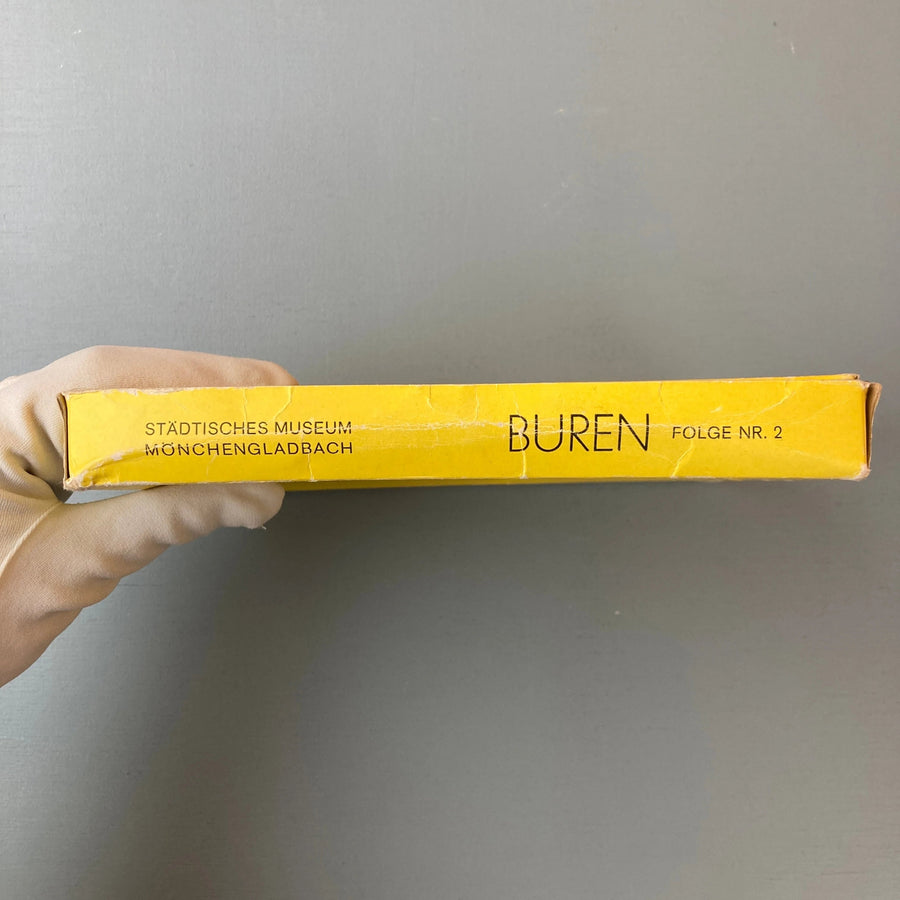 STÄDTISCHES MUSEUM
MÖNCHENGLADBACH
BUREN FOLGE NR. 2